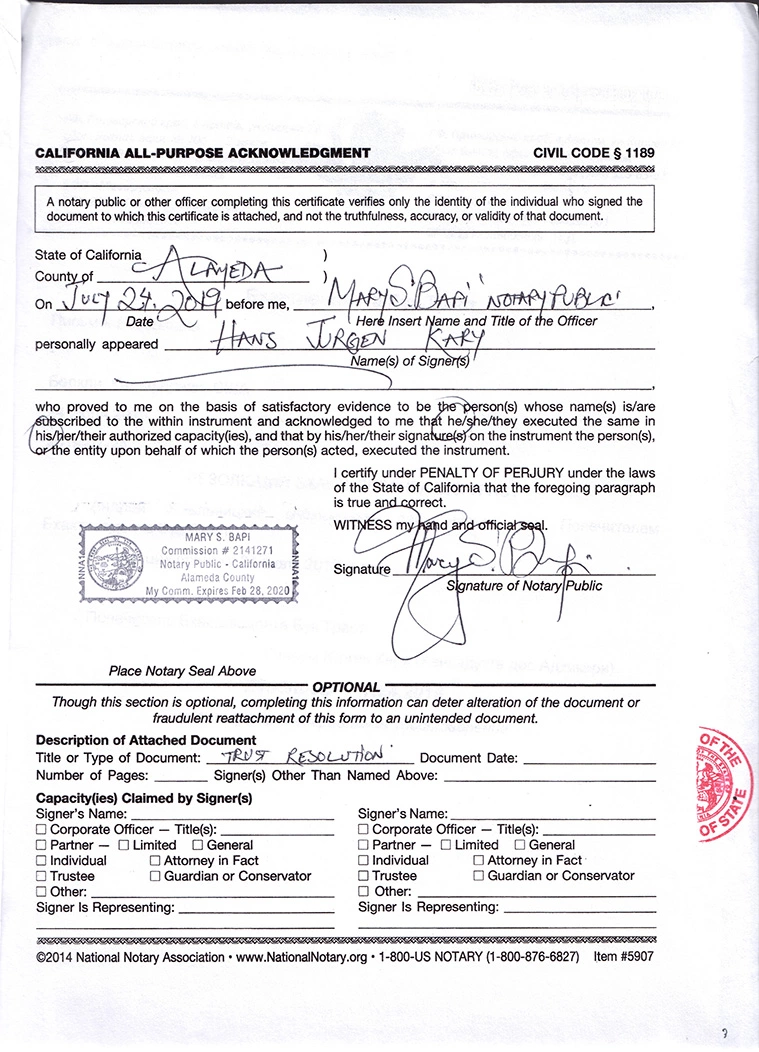 CALIFORNIA ALL-PURPOSE ACKNOWLEDGMENT CIVIL CODE § 1189
A notary public or other officer completing this certificate verifies only the identity of the individual who signed the
document to which this certificate is attached, and not the truthfulness, accuracy, or validity of that document.
State of California )
County of ALAMEDA )
On JULY 24. 2019 before me, MARY S. BAPI "NOTARY PUBLIC",
Date Here Insert Name and Title of the Officer
personally appeared HANS JURGEN KARY
Name(s) of Signer(s)
who proved to me on the basis of satisfactory evidence to be the person(s) whose name(s) is/are
subscribed to the within instrument and acknowledged to me that he/she/they executed the same in
his/her/their authorized capacity(ies), and that by his/her/their signature(s) on the instrument the person(s),
or the entity upon behalf of which the person(s) acted, executed the instrument.
I certify under PENALTY OF PERJURY under the laws
of the State of California that the foregoing paragraph
is true and correct.
WITNESS my hand and official seal.
MARY S. BAPI
Commission # 2141271
Notary Public - California
Alameda County
My Comm. Expires Feb 28, 2020
Signature Mary S. Bapi
Signature of Notary Public
Place Notary Seal Above
OPTIONAL
Though this section is optional, completing this information can deter alteration of the document or
fraudulent reattachment of this form to an unintended document.
Description of Attached Document
Title or Type of Document: TRUST RESOLUTION Document Date:
Number of Pages: Signer(s) Other Than Named Above:
OF THE
OF STATE
Capacity(ies) Claimed by Signer(s)
Signer's Name: Signer's Name:
☐ Corporate Officer — Title(s): ☐ Corporate Officer — Title(s):
☐ Partner — ☐ Limited ☐ General ☐ Partner — ☐ Limited ☐ General
☐ Individual ☐ Attorney in Fact ☐ Individual ☐ Attorney in Fact
☐ Trustee ☐ Guardian or Conservator ☐ Trustee ☐ Guardian or Conservator
☐ Other: ☐ Other:
Signer Is Representing: Signer Is Representing:
©2014 National Notary Association • www.NationalNotary.org • 1-800-US NOTARY (1-800-876-6827) Item #5907